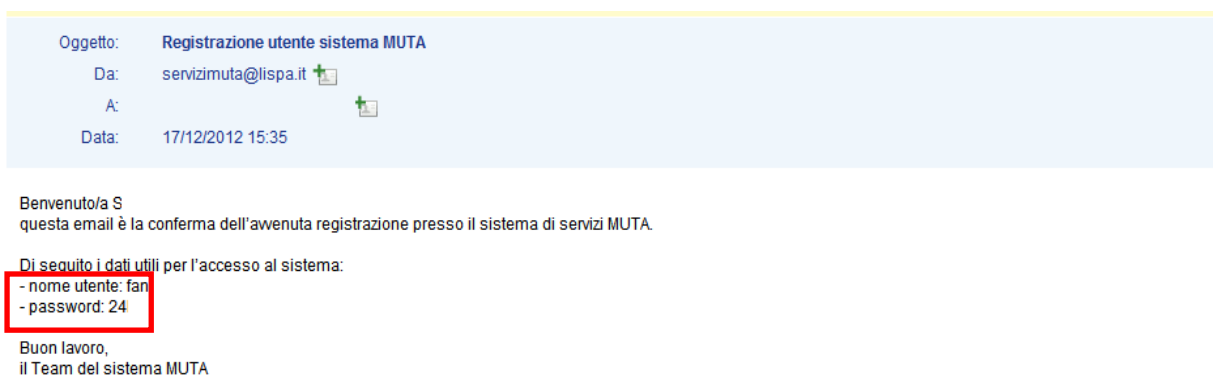 Oggetto: Registrazione utente sistema MUTA
Da: servizimuta@lispa.it
A:
Data: 17/12/2012 15:35
Benvenuto/a S
questa email è la conferma dell'avvenuta registrazione presso il sistema di servizi MUTA.
Di seguito i dati utili per l'accesso al sistema:
- nome utente: fan
- password: 24
Buon lavoro,
il Team del sistema MUTA